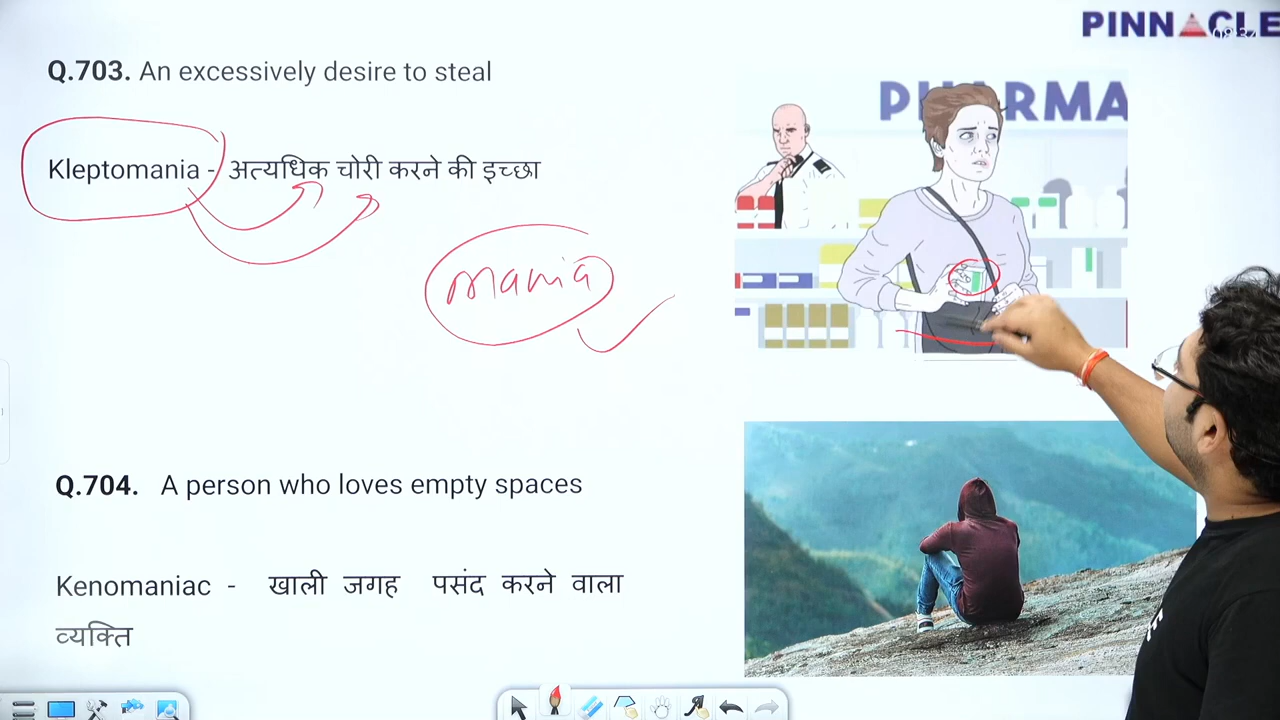 PINNACLE
Q.703. An excessively desire to steal
PHARMA
Kleptomania - अत्यधिक चोरी करने की इच्छा
mania
Q.704. A person who loves empty spaces
Kenomaniac - खाली जगह पसंद करने वाला
व्यक्ति